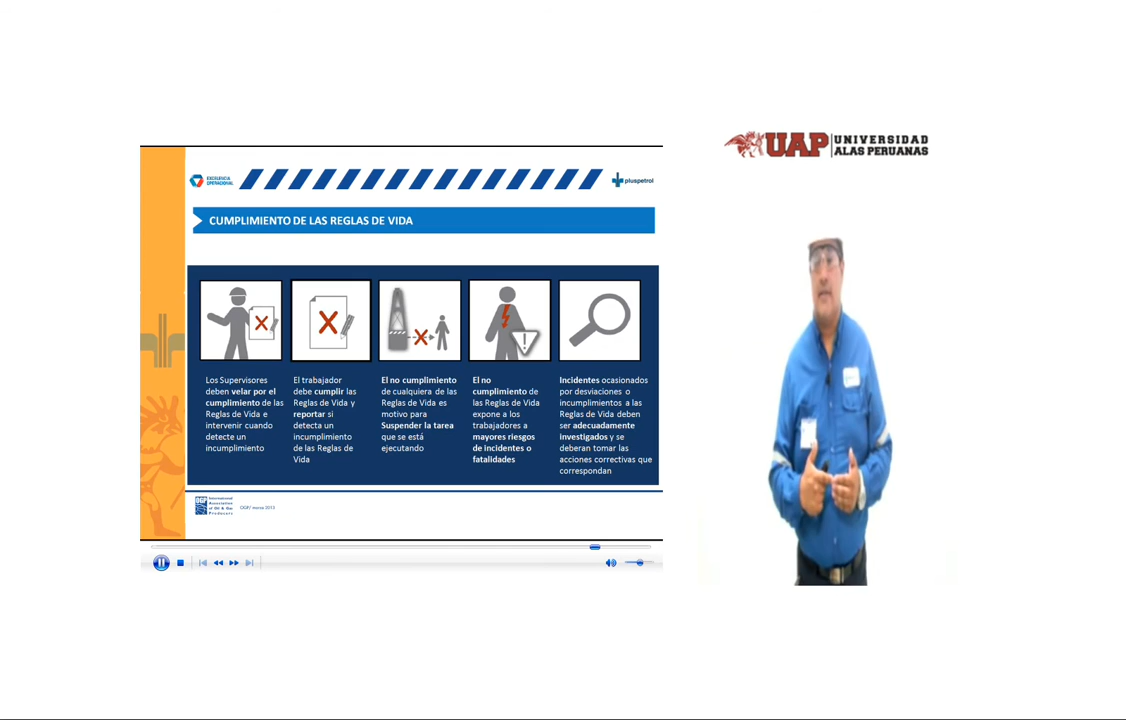 UAP UNIVERSIDAD
ALAS PERUANAS
EXCELENCIA
OPERACIONAL
pluspetrol
CUMPLIMIENTO DE LAS REGLAS DE VIDA
Los Supervisores
deben velar por el
cumplimiento de las
Reglas de Vida e
intervenir cuando
detecte un
incumplimiento
El trabajador
debe cumplir las
Reglas de Vida y
reportar si
detecta un
incumplimiento
de las Reglas de
Vida
El no cumplimiento
de cualquiera de las
Reglas de Vida es
motivo para
Suspender la tarea
que se está
ejecutando
El no
cumplimiento de
las Reglas de Vida
expone a los
trabajadores a
mayores riesgos
de incidentes o
fatalidades
Incidentes ocasionados
por desviaciones o
incumplimientos a las
Reglas de Vida deben
ser adecuadamente
investigados y se
deberan tomar las
acciones correctivas que
correspondan
OGP
International
Association
of Oil & Gas
Producers
OGP/ marzo 2013